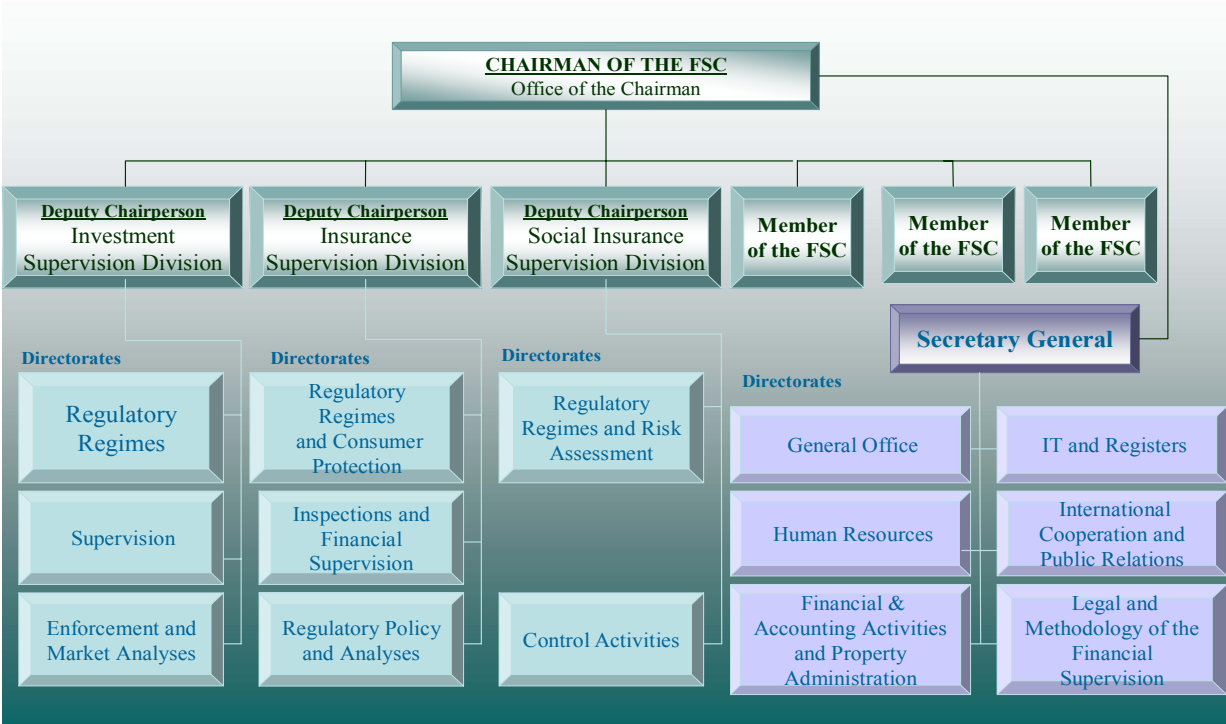 CHAIRMAN OF THE FSC
Office of the Chairman
Deputy Chairperson
Investment
Supervision Division
Deputy Chairperson
Insurance
Supervision Division
Deputy Chairperson
Social Insurance
Supervision Division
Member
of the FSC
Member
of the FSC
Member
of the FSC
Secretary General
Directorates
Regulatory
Regimes
Supervision
Enforcement and
Market Analyses
Directorates
Regulatory
Regimes
and Consumer
Protection
Inspections and
Financial
Supervision
Regulatory Policy
and Analyses
Directorates
Regulatory
Regimes and Risk
Assessment
Control Activities
Directorates
General Office
Human Resources
Financial &
Accounting Activities
and Property
Administration
IT and Registers
International
Cooperation and
Public Relations
Legal and
Methodology of the
Financial
Supervision